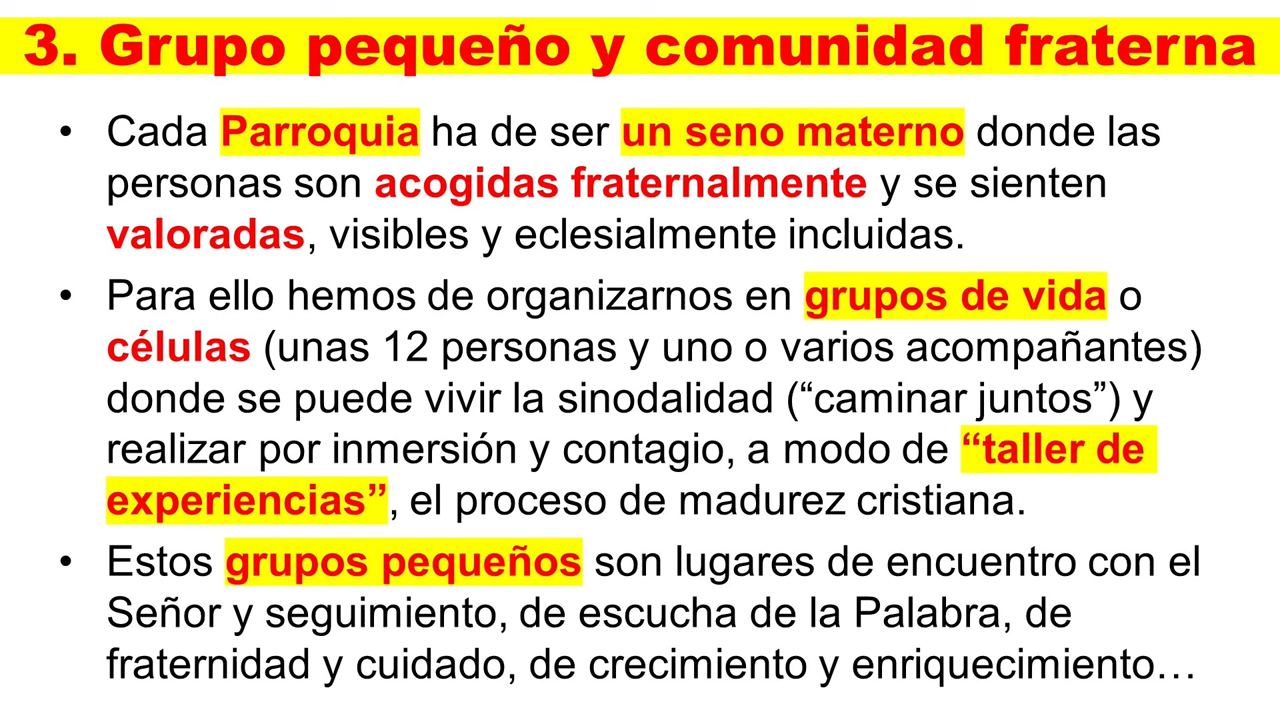 3. Grupo pequeño y comunidad fraterna
• Cada Parroquia ha de ser un seno materno donde las
personas son acogidas fraternalmente y se sienten
valoradas, visibles y eclesialmente incluidas.
• Para ello hemos de organizarnos en grupos de vida o
células (unas 12 personas y uno o varios acompañantes)
donde se puede vivir la sinodalidad (“caminar juntos”) y
realizar por inmersión y contagio, a modo de “taller de
experiencias”, el proceso de madurez cristiana.
• Estos grupos pequeños son lugares de encuentro con el
Señor y seguimiento, de escucha de la Palabra, de
fraternidad y cuidado, de crecimiento y enriquecimiento…